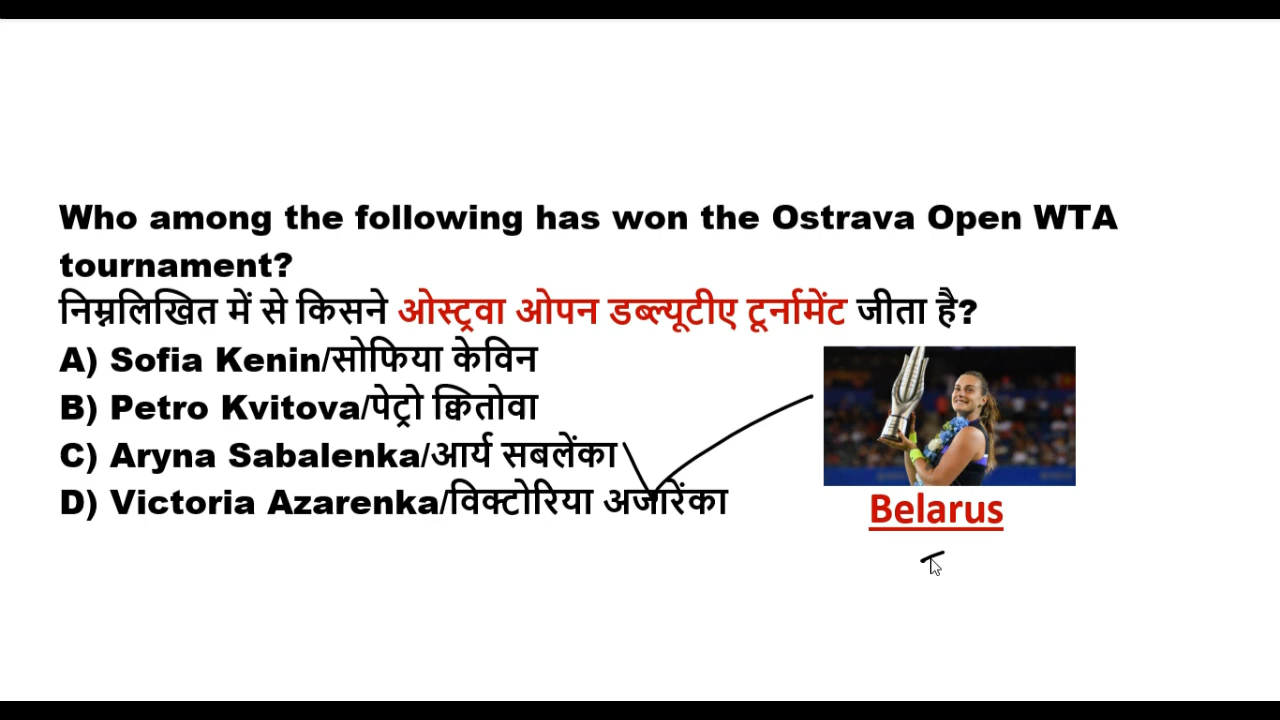 Who among the following has won the Ostrava Open WTA
tournament?
निम्नलिखित में से किसने ओस्ट्रवा ओपन डब्ल्यूटीए टूर्नामेंट जीता है?
A) Sofia Kenin/सोफिया केविन
B) Petro Kvitova/पेट्रो क्वितोवा
C) Aryna Sabalenka/आर्य सबलेंका
D) Victoria Azarenka/विक्टोरिया अजारेंका
Belarus